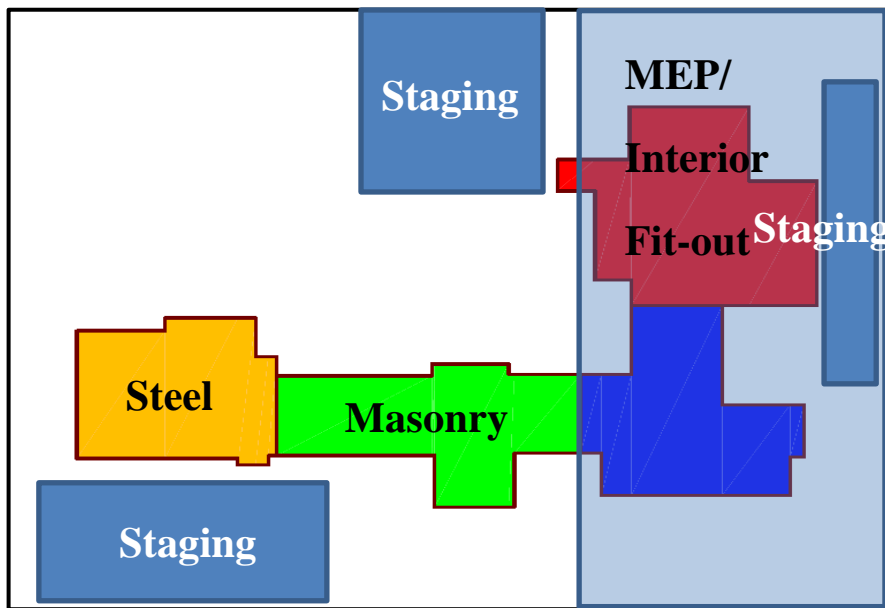 MEP/
Staging
Interior
Fit-out
Staging
Steel
Masonry
Staging